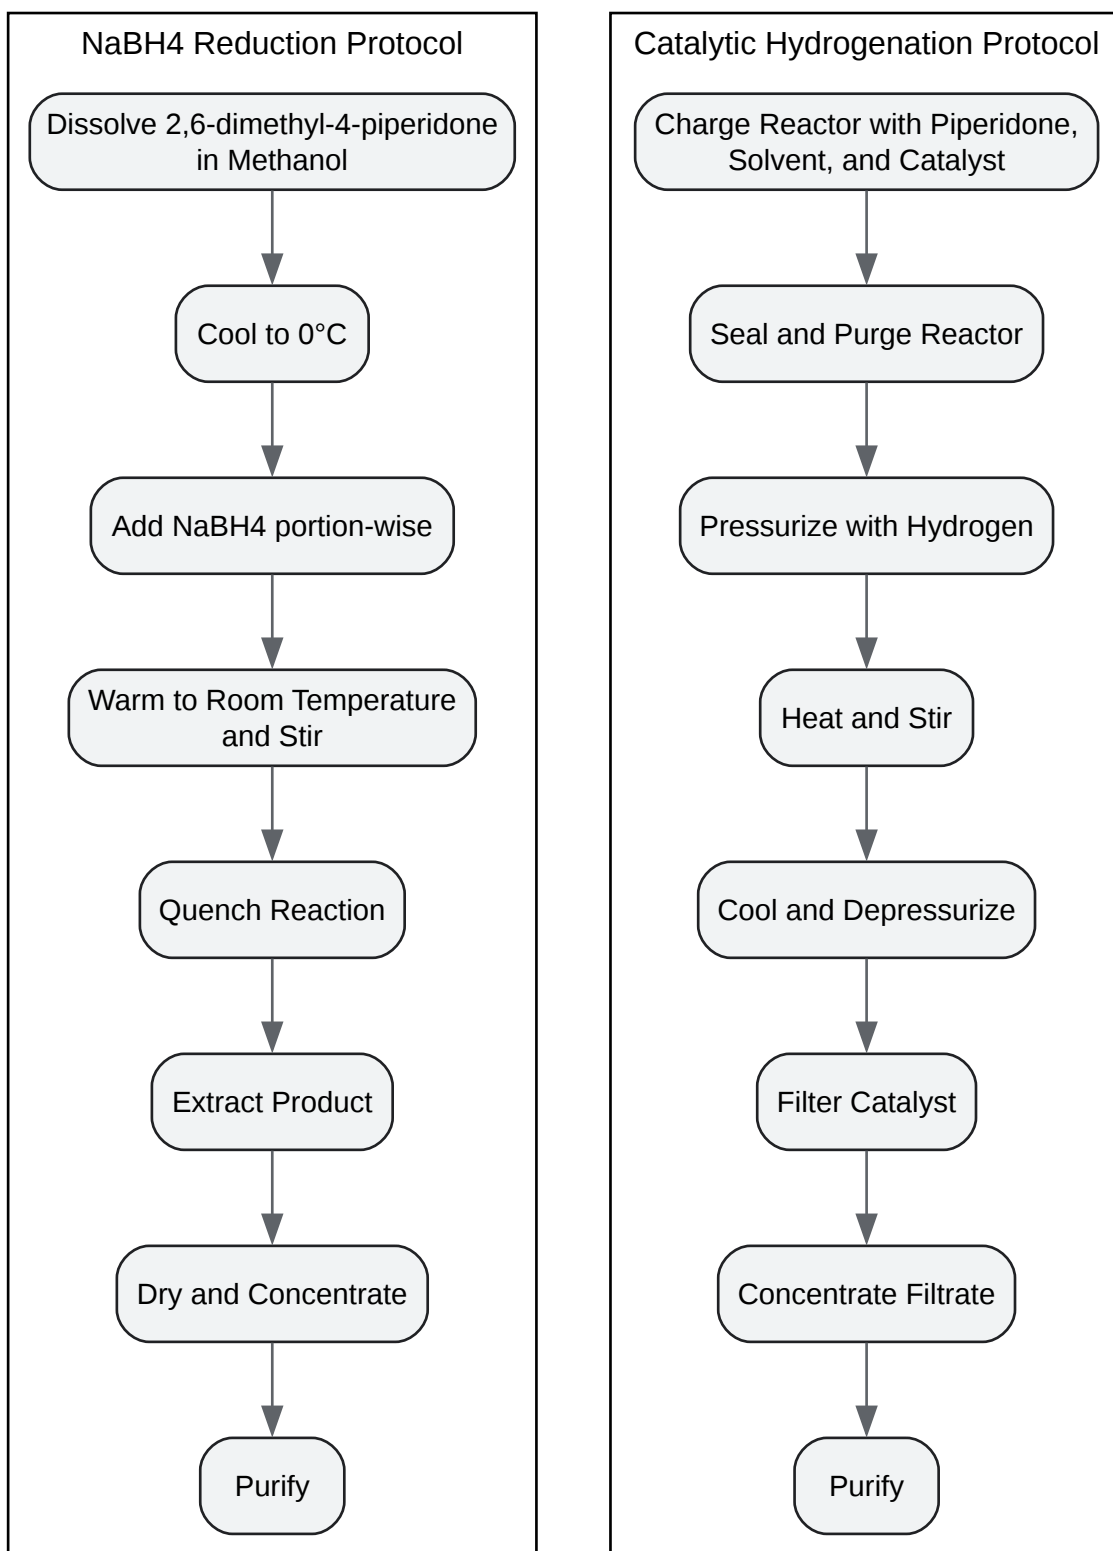 NaBH4 Reduction Protocol
Dissolve 2,6-dimethyl-4-piperidone
in Methanol
Cool to 0°C
Add NaBH4 portion-wise
Warm to Room Temperature
and Stir
Quench Reaction
Extract Product
Dry and Concentrate
Purify
Catalytic Hydrogenation Protocol
Charge Reactor with Piperidone,
Solvent, and Catalyst
Seal and Purge Reactor
Pressurize with Hydrogen
Heat and Stir
Cool and Depressurize
Filter Catalyst
Concentrate Filtrate
Purify